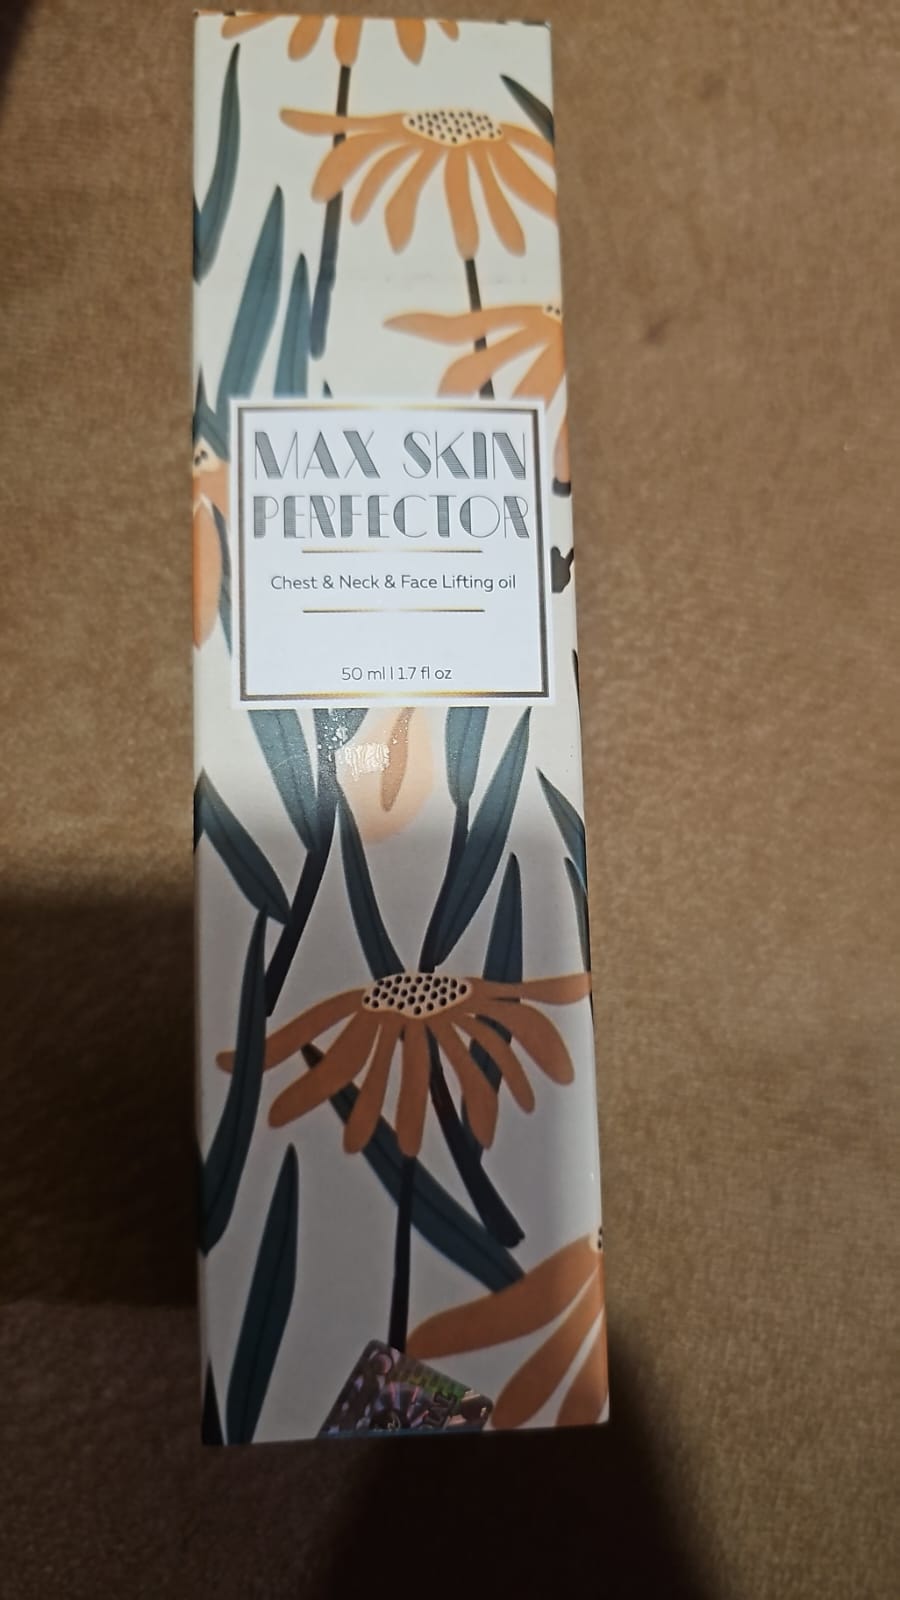 MAX SKIN
PERFECTOR
Chest & Neck & Face Lifting oil
50 ml | 1.7 fl oz